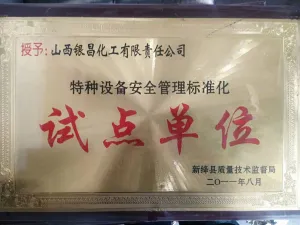 授予:山西银昌化工有限责任公司
特种设备安全管理标准化
试点单位
新绛县质量技术监督局
二〇一一年八月